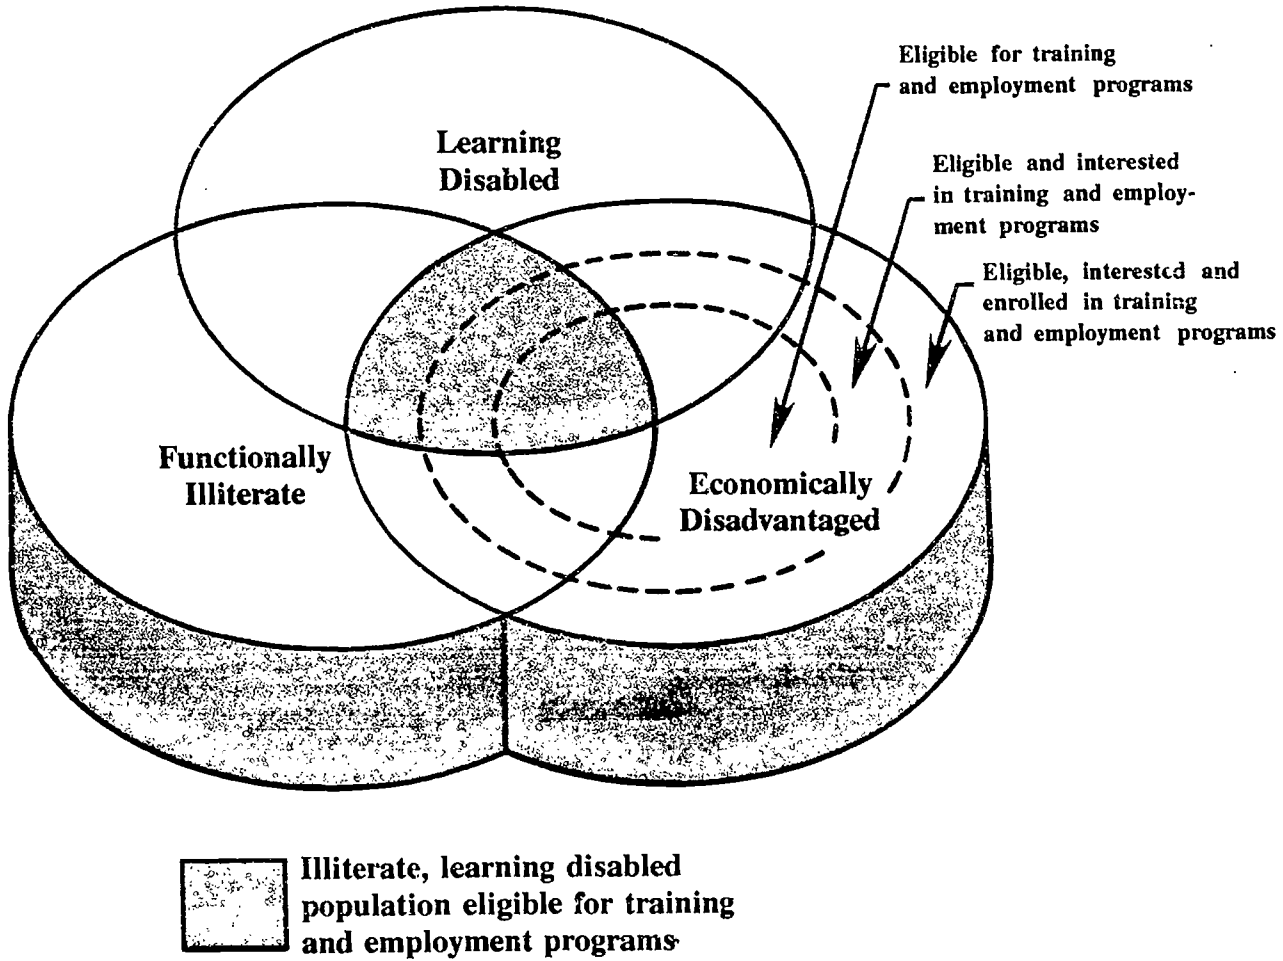 Eligible for training
and employment programs
Learning
Disabled
Eligible and interested
in training and employ-
ment programs
Eligible, interested and
enrolled in training
and employment programs
Functionally
Illiterate
Economically
Disadvantaged
Illiterate, learning disabled
population eligible for training
and employment programs